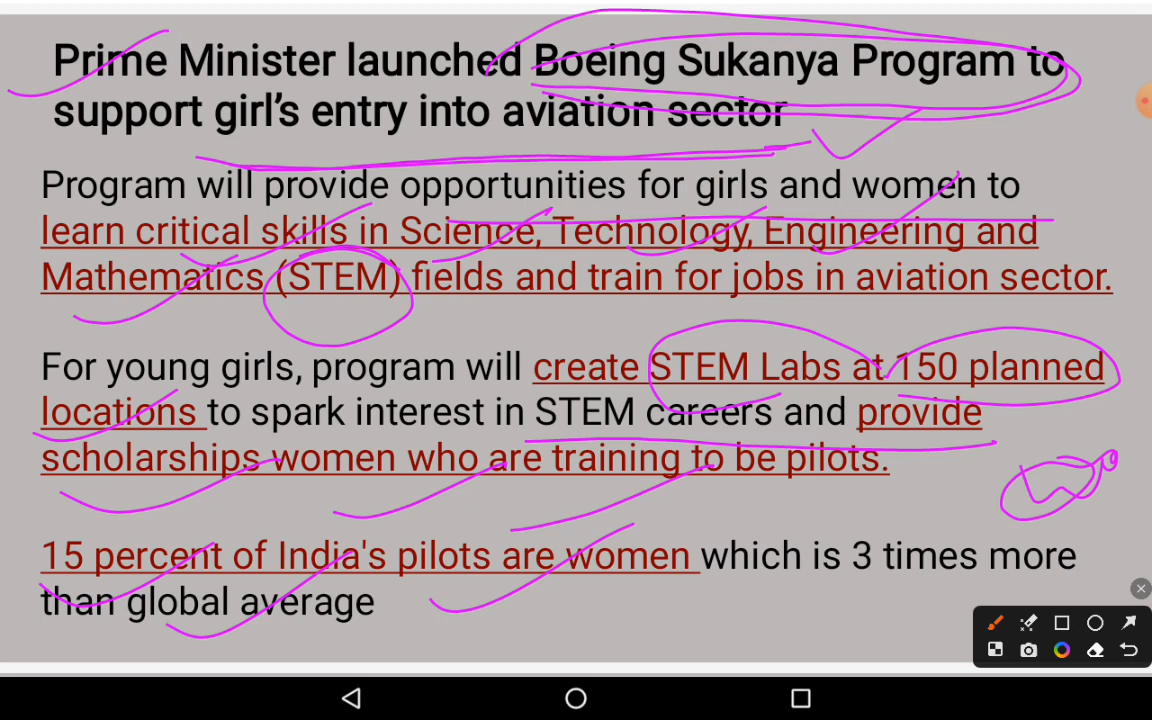 Prime Minister launched Boeing Sukanya Program to
support girl's entry into aviation sector
Program will provide opportunities for girls and women to
learn critical skills in Science, Technology, Engineering and
Mathematics (STEM) fields and train for jobs in aviation sector.
For young girls, program will create STEM Labs at 150 planned
locations to spark interest in STEM careers and provide
scholarships women who are training to be pilots.
15 percent of India's pilots are women which is 3 times more
than global average